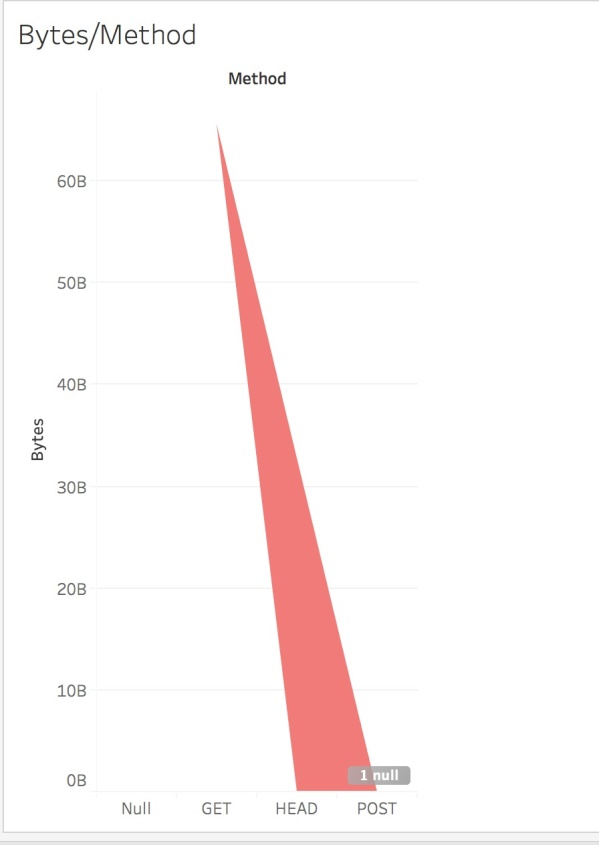 Bytes/Method
Method
60B
50B
40B
Bytes
30B
20B
10B
1 null
0B
Null GET HEAD POST